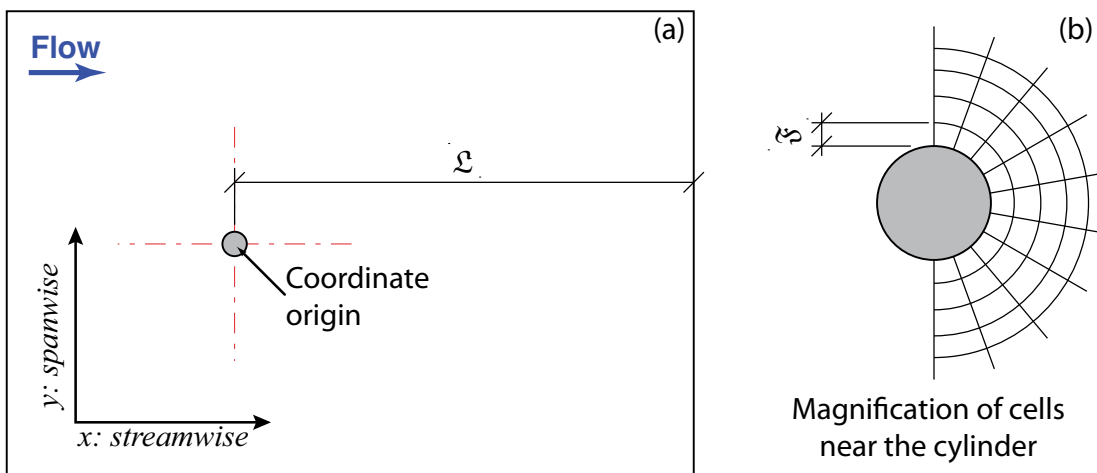 (a)
Flow
𝔏
Coordinate
origin
y: spanwise
x: streamwise
(b)
𝔉
Magnification of cells
near the cylinder